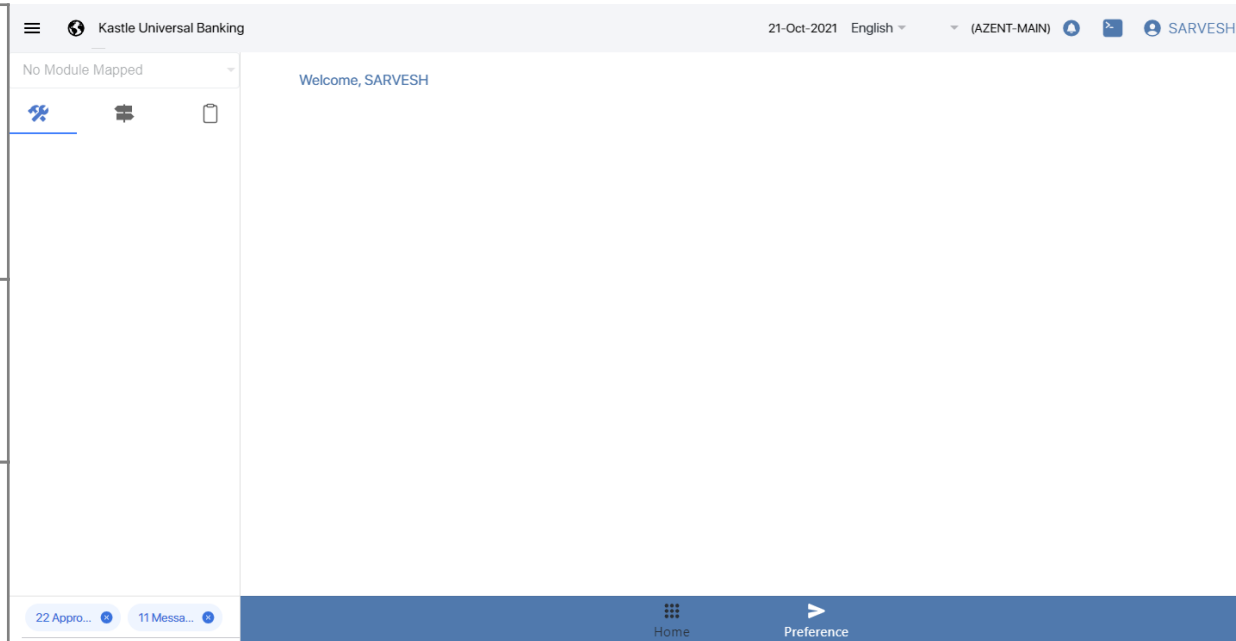 Kastle Universal Banking 21-Oct-2021 English (AZENT-MAIN) SARVESH
No Module Mapped
Welcome, SARVESH
22 Appro... 11 Messa...
Home Preference